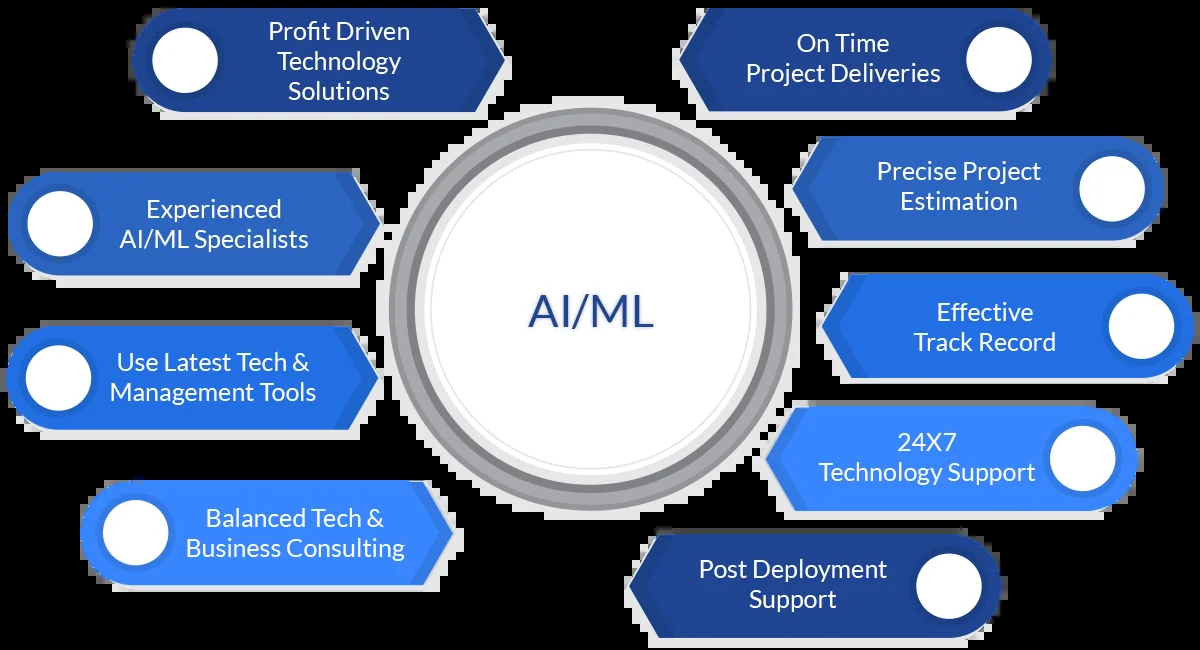 Profit Driven
Technology
Solutions
Experienced
AI/ML Specialists
Use Latest Tech &
Management Tools
Balanced Tech &
Business Consulting
AI/ML
On Time
Project Deliveries
Precise Project
Estimation
Effective
Track Record
24X7
Technology Support
Post Deployment
Support